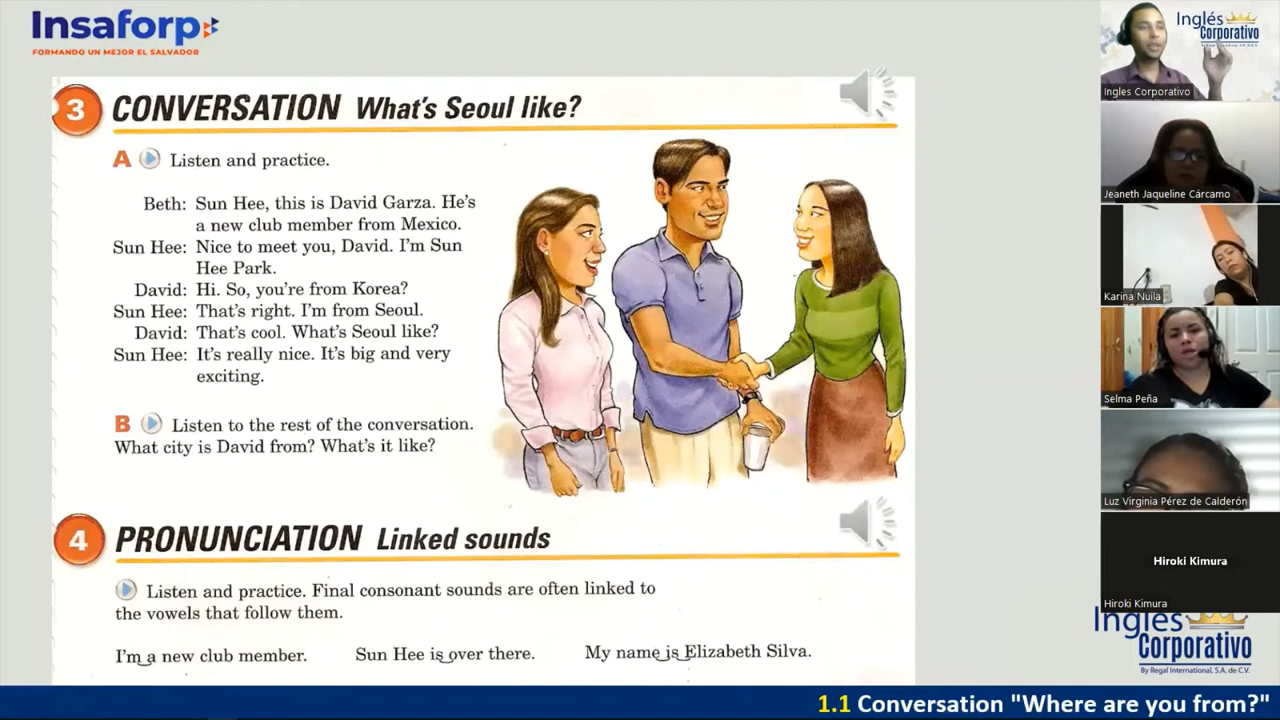 Insaforp
FORMANDO UN MEJOR EL SALVADOR
3 CONVERSATION What's Seoul like?
A Listen and practice.
Beth: Sun Hee, this is David Garza. He's
a new club member from Mexico.
Sun Hee: Nice to meet you, David. I'm Sun
Hee Park.
David: Hi. So, you're from Korea?
Sun Hee: That's right. I'm from Seoul.
David: That's cool. What's Seoul like?
Sun Hee: It's really nice. It's big and very
exciting.
B Listen to the rest of the conversation.
What city is David from? What's it like?
4 PRONUNCIATION Linked sounds
Listen and practice. Final consonant sounds are often linked to
the vowels that follow them.
I'm a new club member. Sun Hee is over there. My name is Elizabeth Silva.
Inglés
Corporativo
Ingles Corporativo
Jeaneth Jaqueline Cárcamo
Karina Nuila
Selma Peña
Luz Virginia Pérez de Calderón
Hiroki Kimura
Hiroki Kimura
Inglés
Corporativo
By Regal International, S.A. de C.V.
1.1 Conversation "Where are you from?"